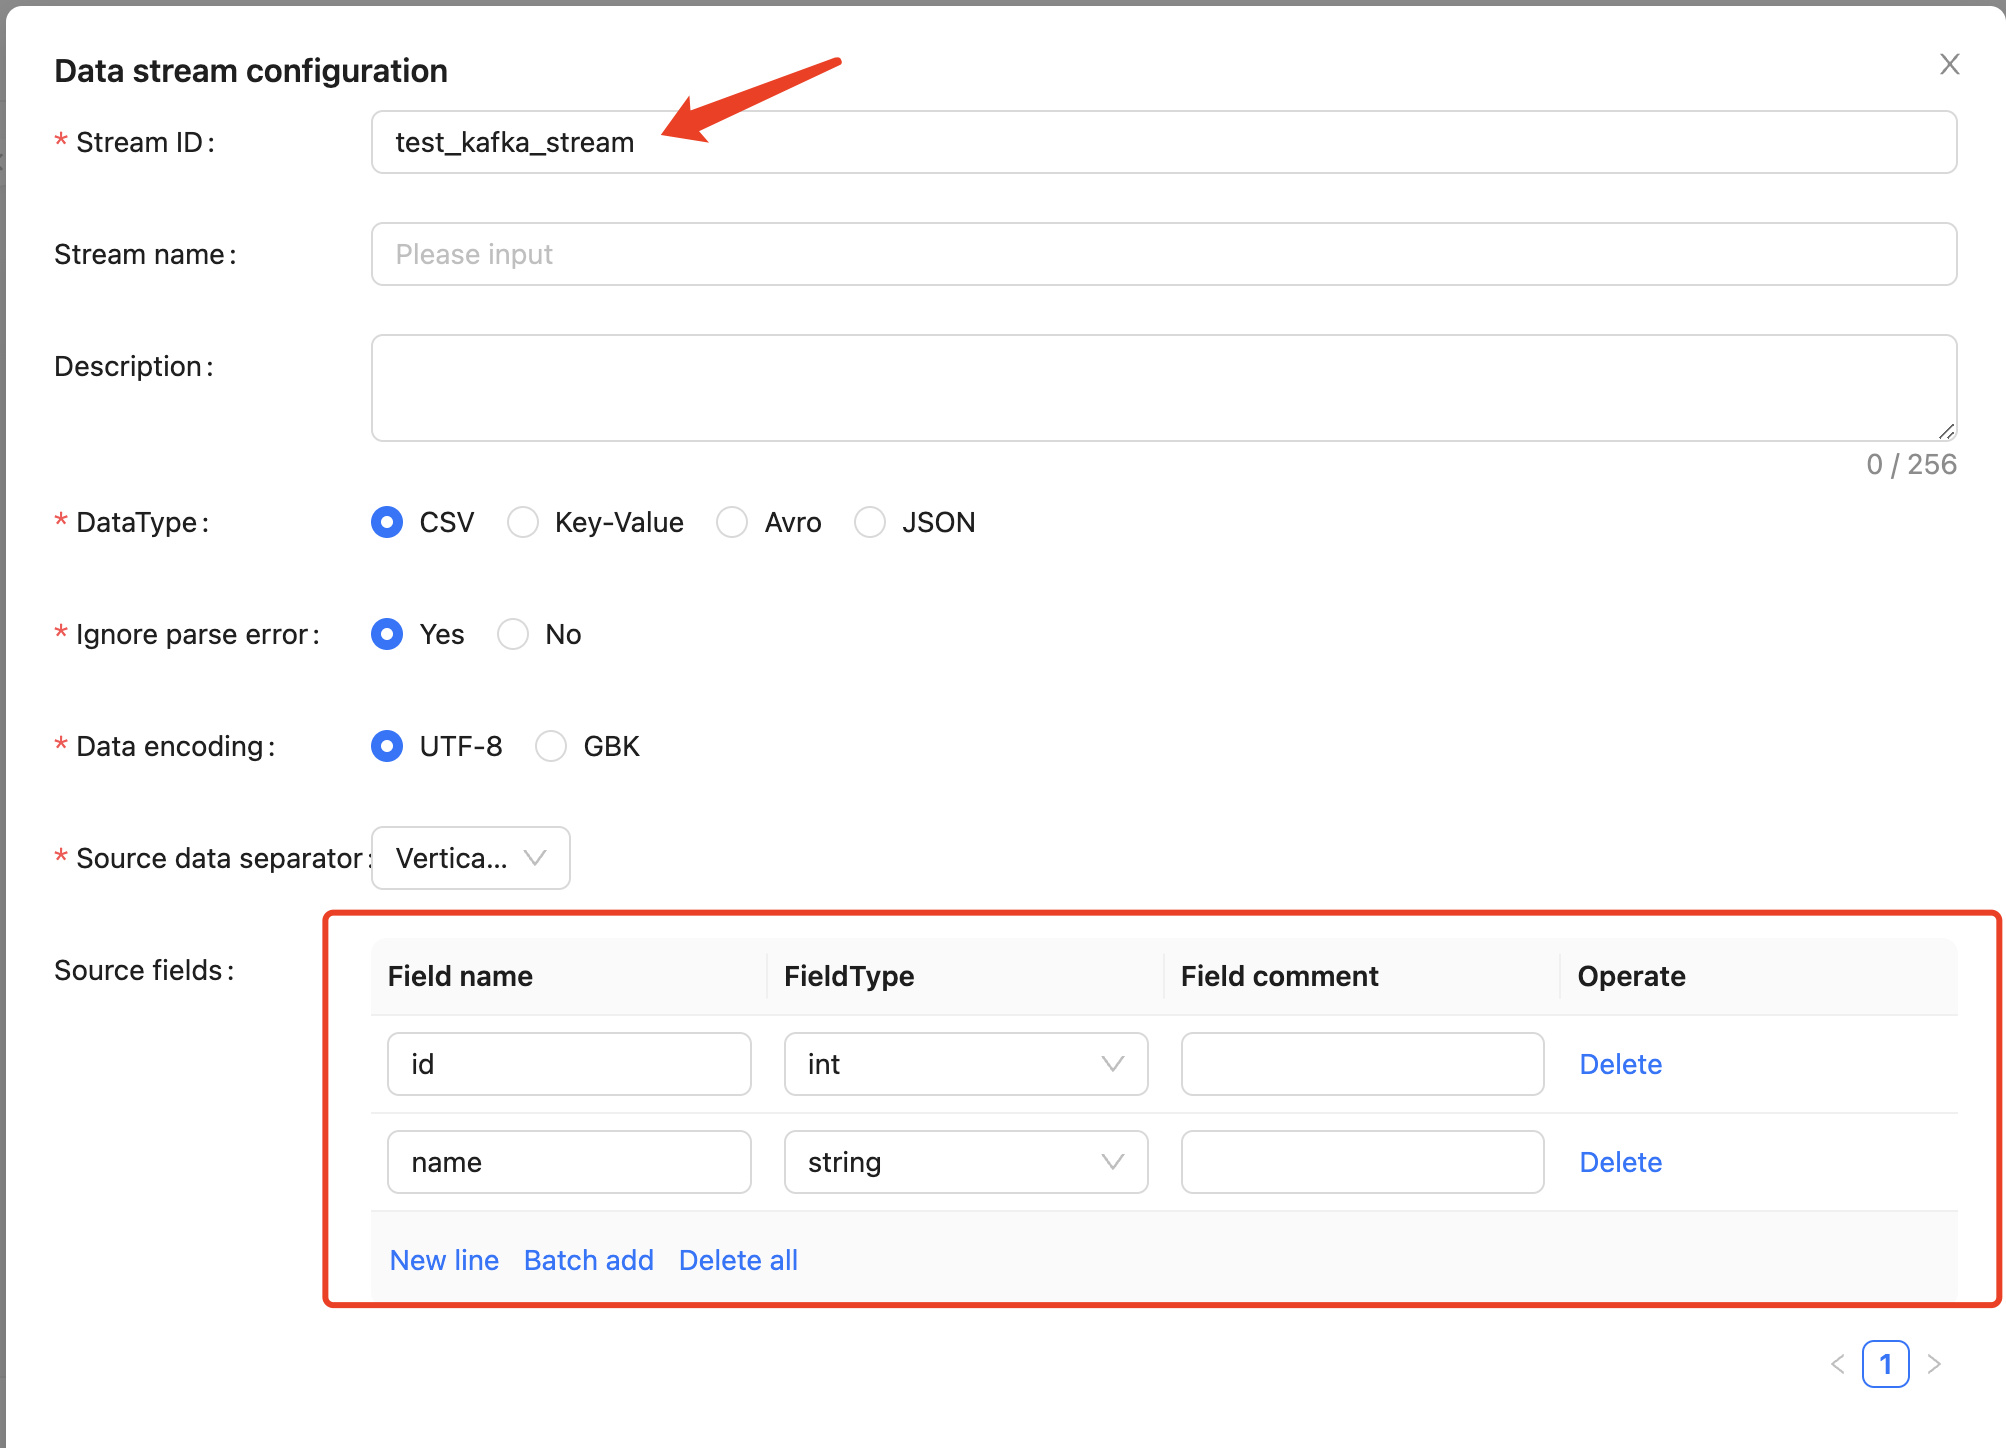 Data stream configuration
* Stream ID: test_kafka_stream
Stream name: Please input
Description:
0 / 256
* DataType: CSV Key-Value Avro JSON
* Ignore parse error: Yes No
* Data encoding: UTF-8 GBK
* Source data separator: Vertica...
Source fields: Field name FieldType Field comment Operate
id int Delete
name string Delete
New line Batch add Delete all
< 1 >